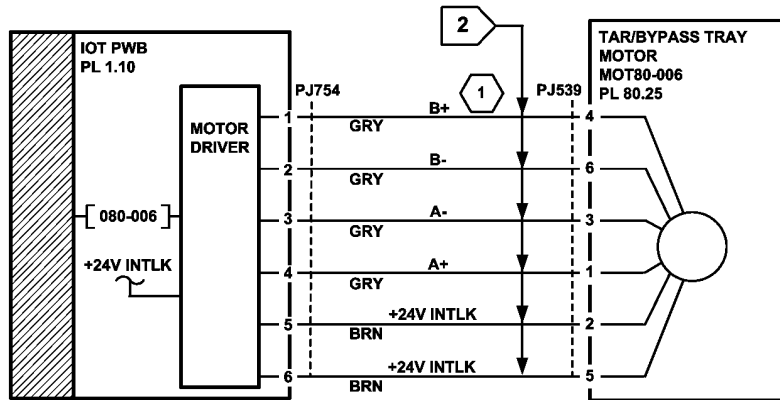 2
IOT PWB
PL 1.10
TAR/BYPASS TRAY
MOTOR
MOT80-006
PL 80.25
PJ754
1
PJ539
MOTOR
DRIVER
1 B+ 4
GRY
2 B- 6
GRY
080-006
3 A- 3
GRY
+24V INTLK
4 A+ 1
GRY
5 +24V INTLK 2
BRN
6 +24V INTLK 5
BRN